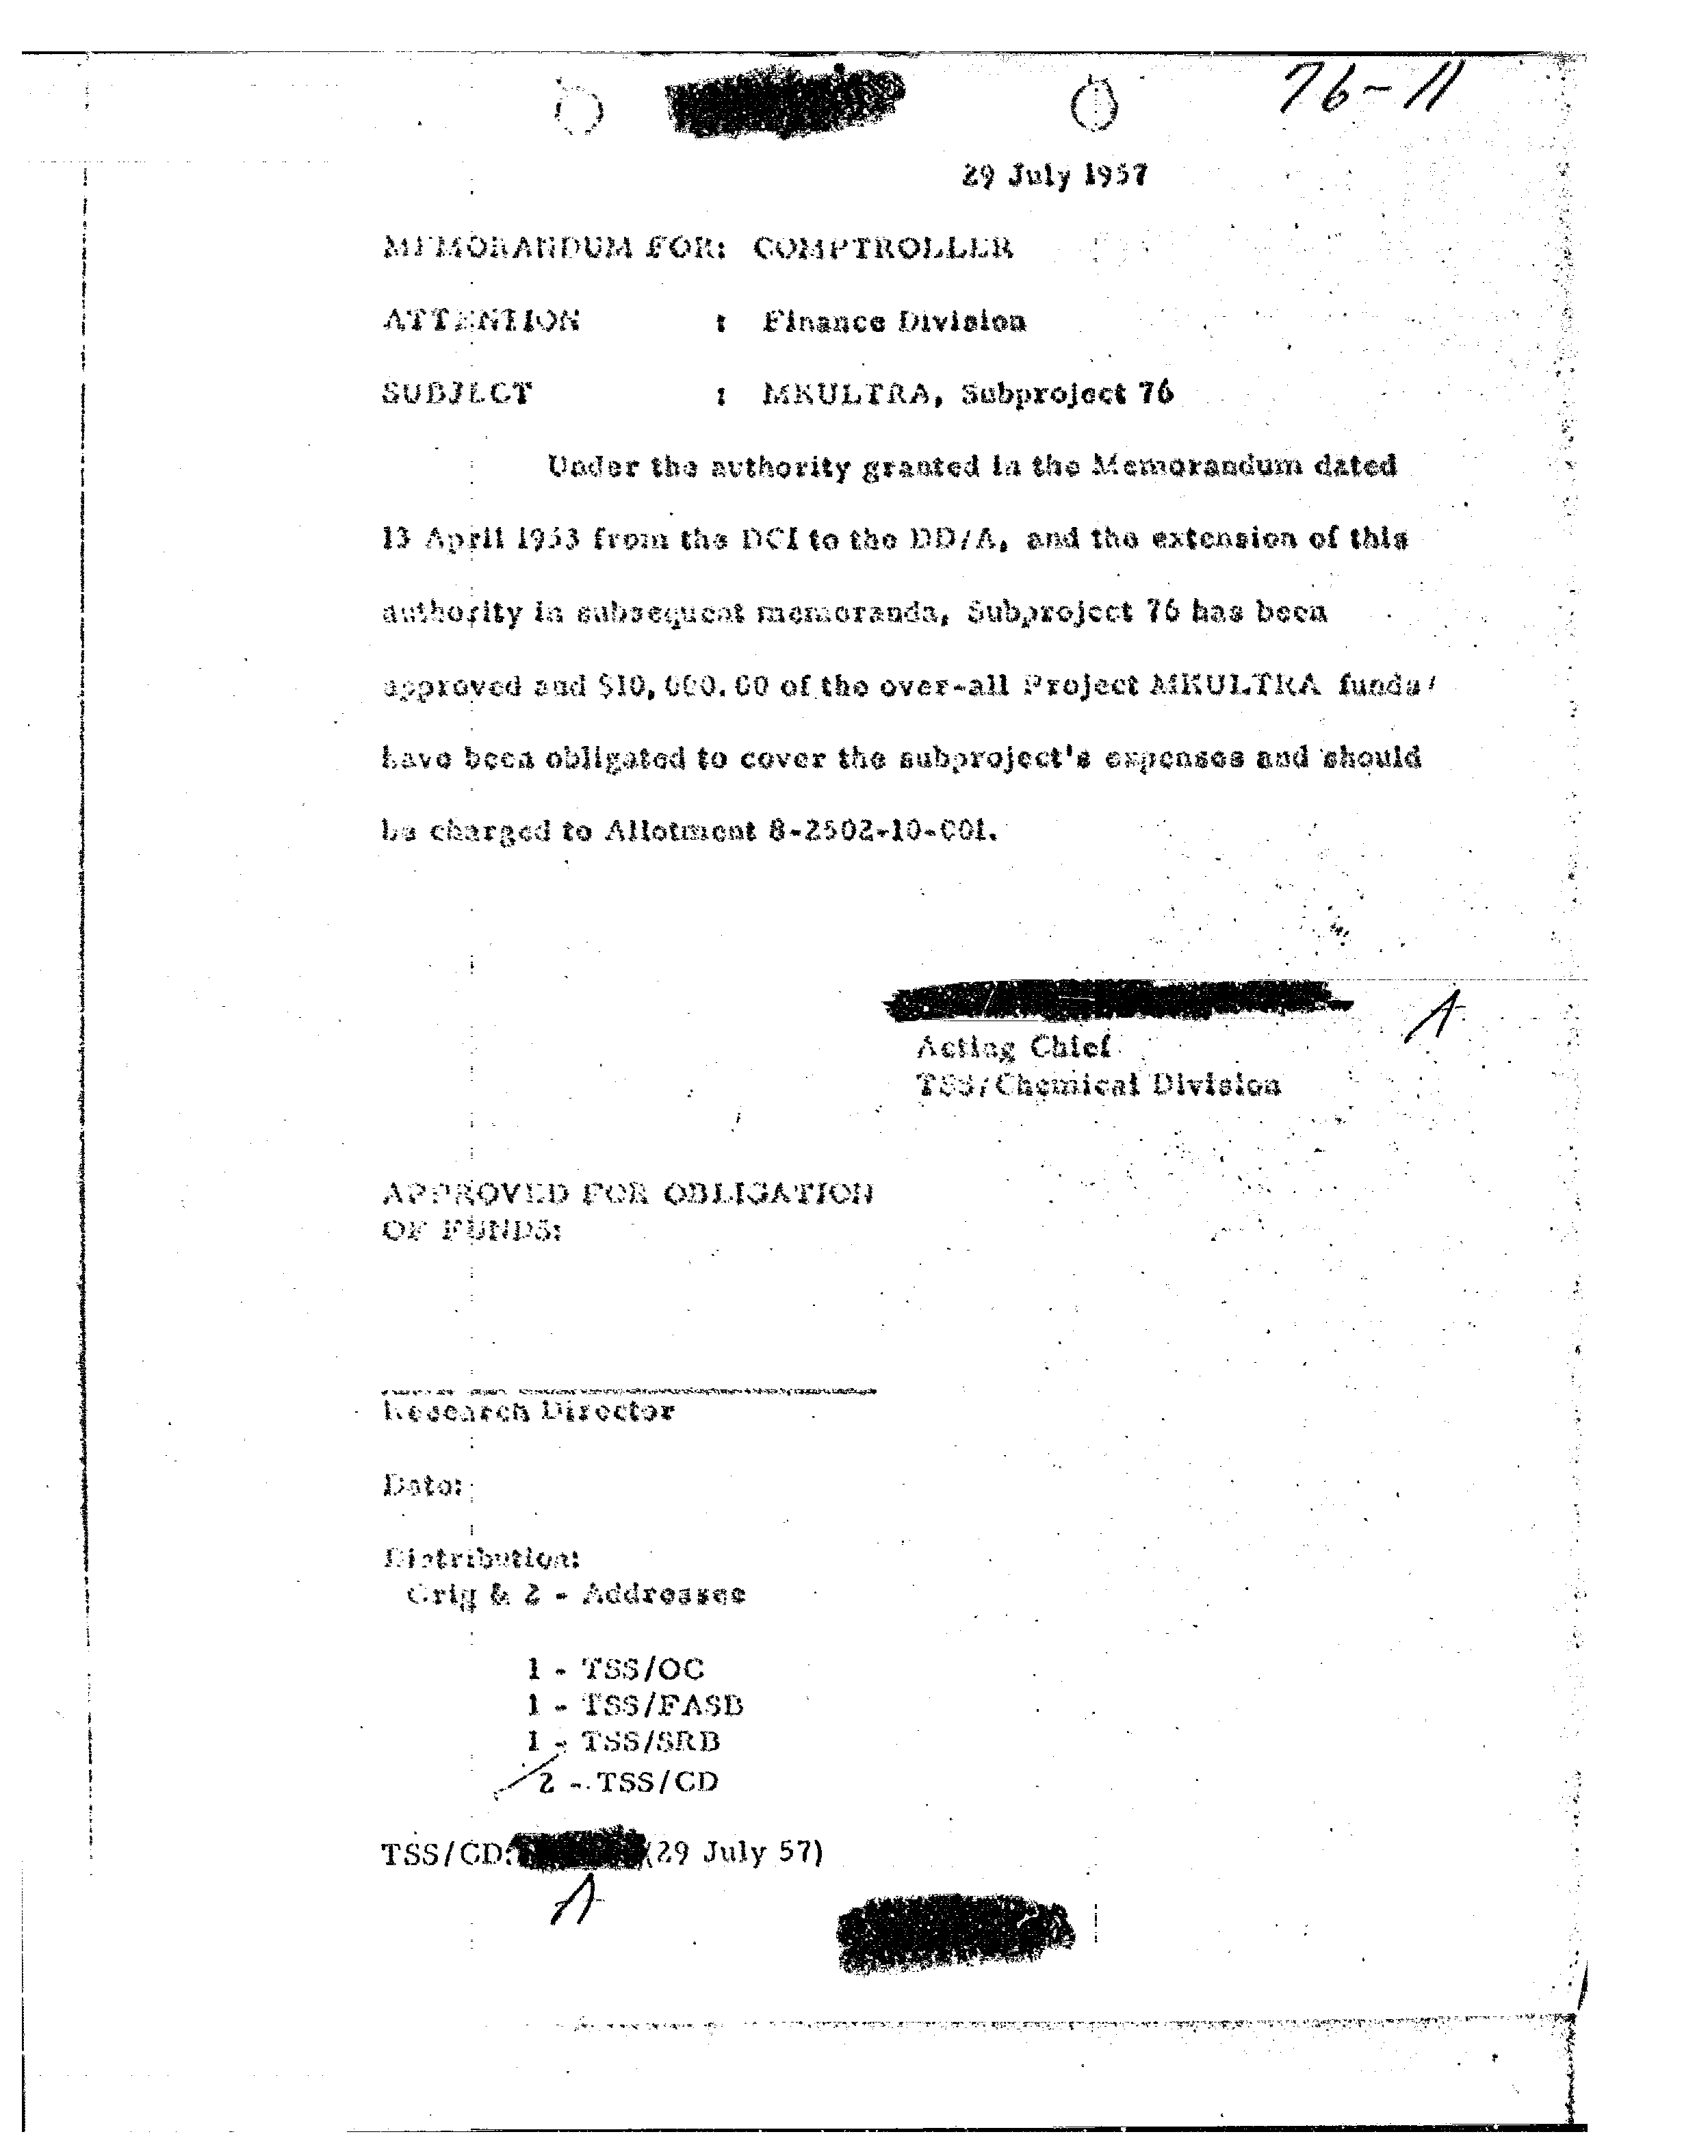 76-11
29 July 1957
MEMORANDUM FOR: COMPTROLLER
ATTENTION : Finance Division
SUBJECT : MKULTRA, Subproject 76
Under the authority granted in the Memorandum dated
13 April 1953 from the DCI to the DD/A, and the extension of this
authority in subsequent memoranda, Subproject 76 has been
approved and $10,000.00 of the over-all Project MKULTRA funds
have been obligated to cover the subproject's expenses and should
be charged to Allotment 8-2502-10-001.
A
Acting Chief
TSS/Chemical Division
APPROVED FOR OBLIGATION
OF FUNDS:
Research Director
Date:
Distribution:
Orig & 2 - Addressee
1 - TSS/OC
1 - TSS/FASB
1 - TSS/SRB
2 - TSS/CD
TSS/CD: (29 July 57)
A